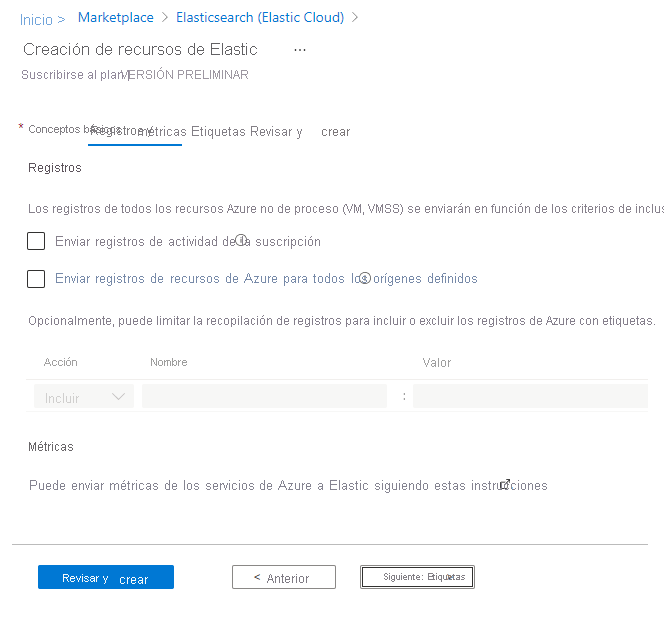 Inicio > Marketplace > Elasticsearch (Elastic Cloud) >
Creación de recursos de Elastic ...
Suscribirse al plan | VERSIÓN PRELIMINAR
* Conceptos básicos Registros y métricas Etiquetas Revisar y crear
Registros
Los registros de todos los recursos Azure no de proceso (VM, VMSS) se enviarán en función de los criterios de inclus
Enviar registros de actividad de la suscripción
Enviar registros de recursos de Azure para todos los orígenes definidos
Opcionalmente, puede limitar la recopilación de registros para incluir o excluir los registros de Azure con etiquetas.
Acción Nombre Valor
Incluir :
Métricas
Puede enviar métricas de los servicios de Azure a Elastic siguiendo estas instrucciones
Revisar y crear < Anterior Siguiente: Etiquetas